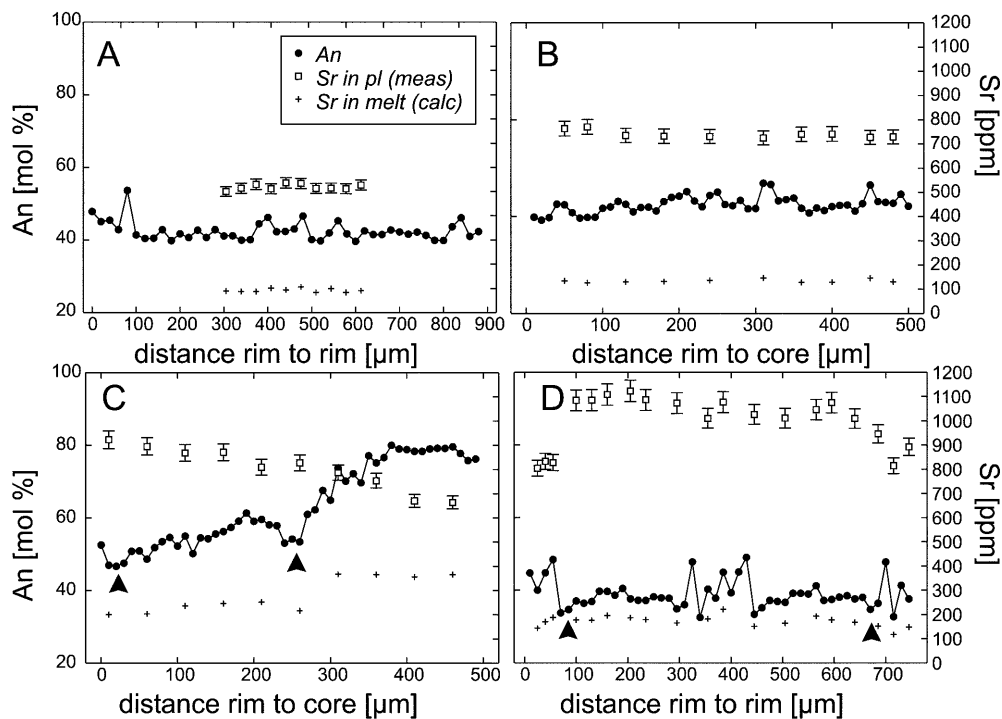 A
An
Sr in pl (meas)
Sr in melt (calc)
An [mol %]
100
80
60
40
20
0 100 200 300 400 500 600 700 800 900
distance rim to rim [µm]
B
1200
1100
1000
900
800
700
600
500
400
300
200
100
0
Sr [ppm]
0 100 200 300 400 500
distance rim to core [µm]
C
An [mol %]
100
80
60
40
20
0 100 200 300 400 500
distance rim to core [µm]
D
1200
1100
1000
900
800
700
600
500
400
300
200
100
0
Sr [ppm]
0 100 200 300 400 500 600 700
distance rim to rim [µm]